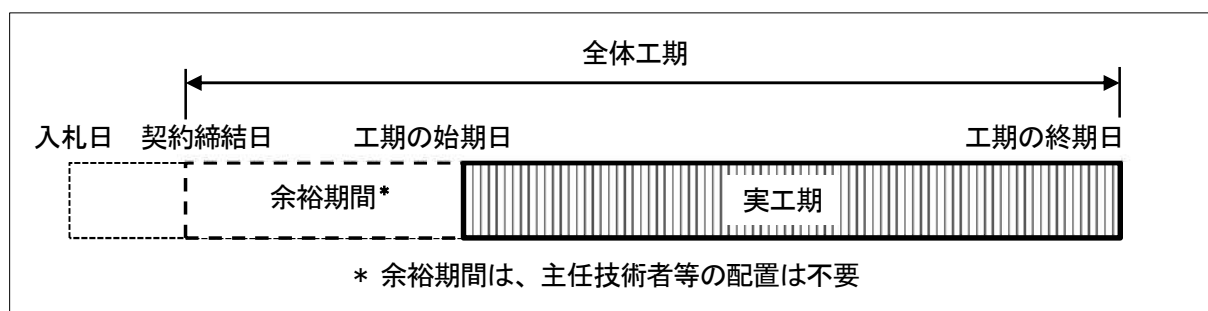 全体工期
入札日 契約締結日 工期の始期日 工期の終期日
余裕期間* 実工期
* 余裕期間は、主任技術者等の配置は不要